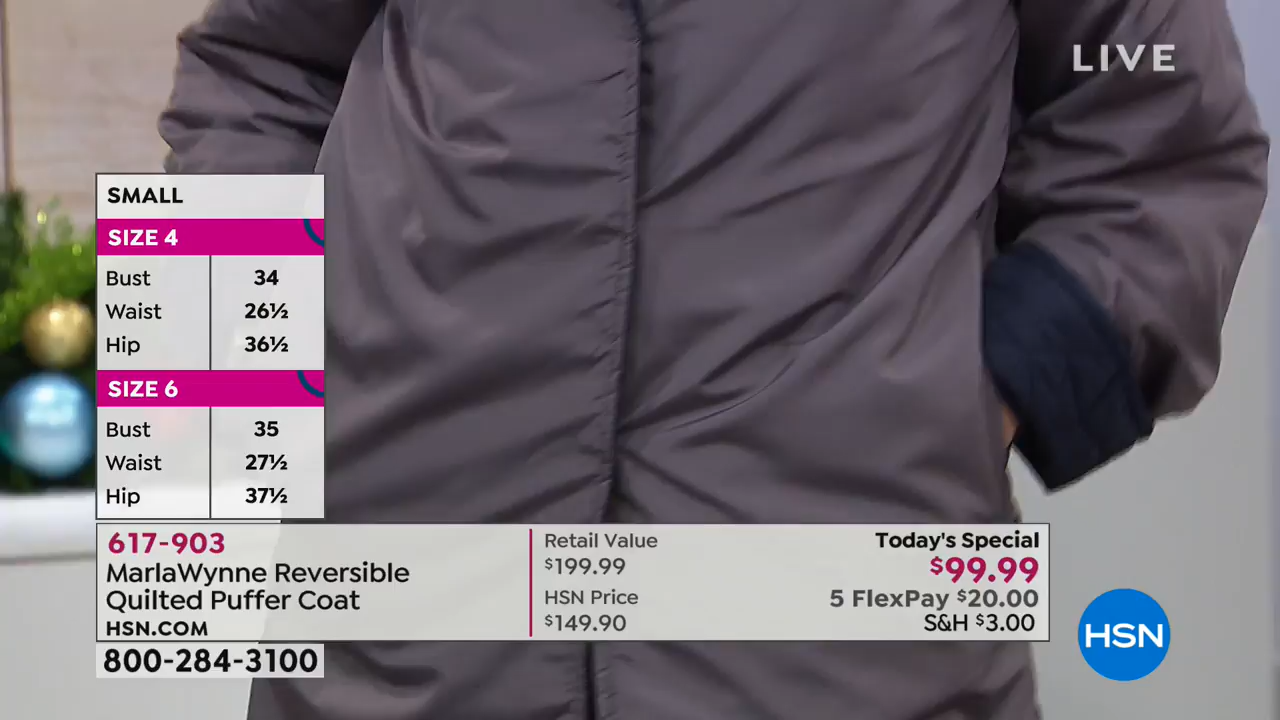 LIVE
SMALL
SIZE 4
Bust 34
Waist 26½
Hip 36½
SIZE 6
Bust 35
Waist 27½
Hip 37½
617-903
MarlaWynne Reversible
Quilted Puffer Coat
HSN.COM
Retail Value
$199.99
HSN Price
$149.90
Today's Special
$99.99
5 FlexPay $20.00
S&H $3.00
800-284-3100
HSN